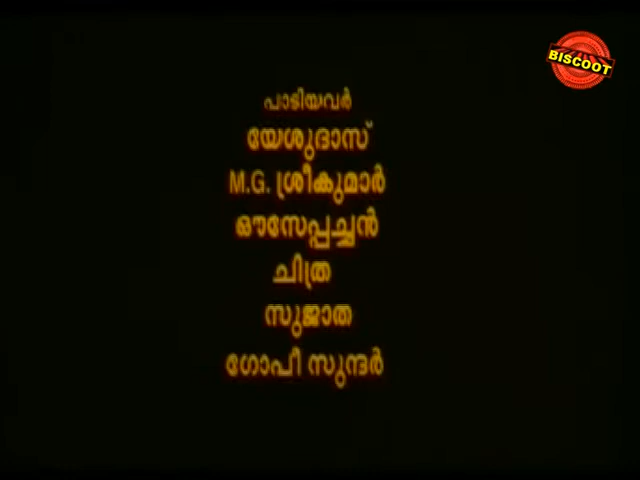 BISCOOT
പാടിയവർ
യേശുദാസ്
M.G. ശ്രീകുമാർ
ഔസേപ്പച്ചൻ
ചിത്ര
സുജാത
ഗോപീ സുന്ദർ